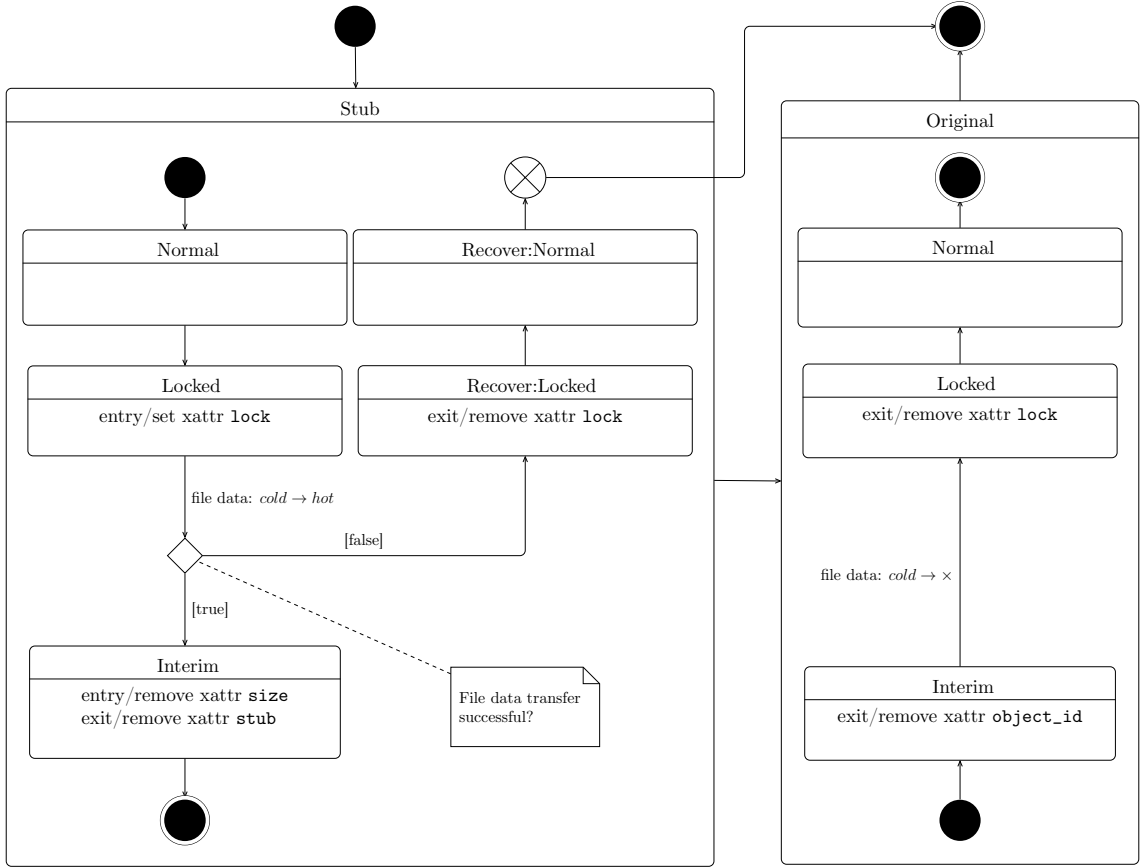 Stub
Normal
Locked
entry/set xattr lock
file data: cold → hot
[true]
Interim
entry/remove xattr size
exit/remove xattr stub
Recover:Normal
Recover:Locked
exit/remove xattr lock
[false]
File data transfer
successful?
Original
Normal
Locked
exit/remove xattr lock
file data: cold → ×
Interim
exit/remove xattr object_id